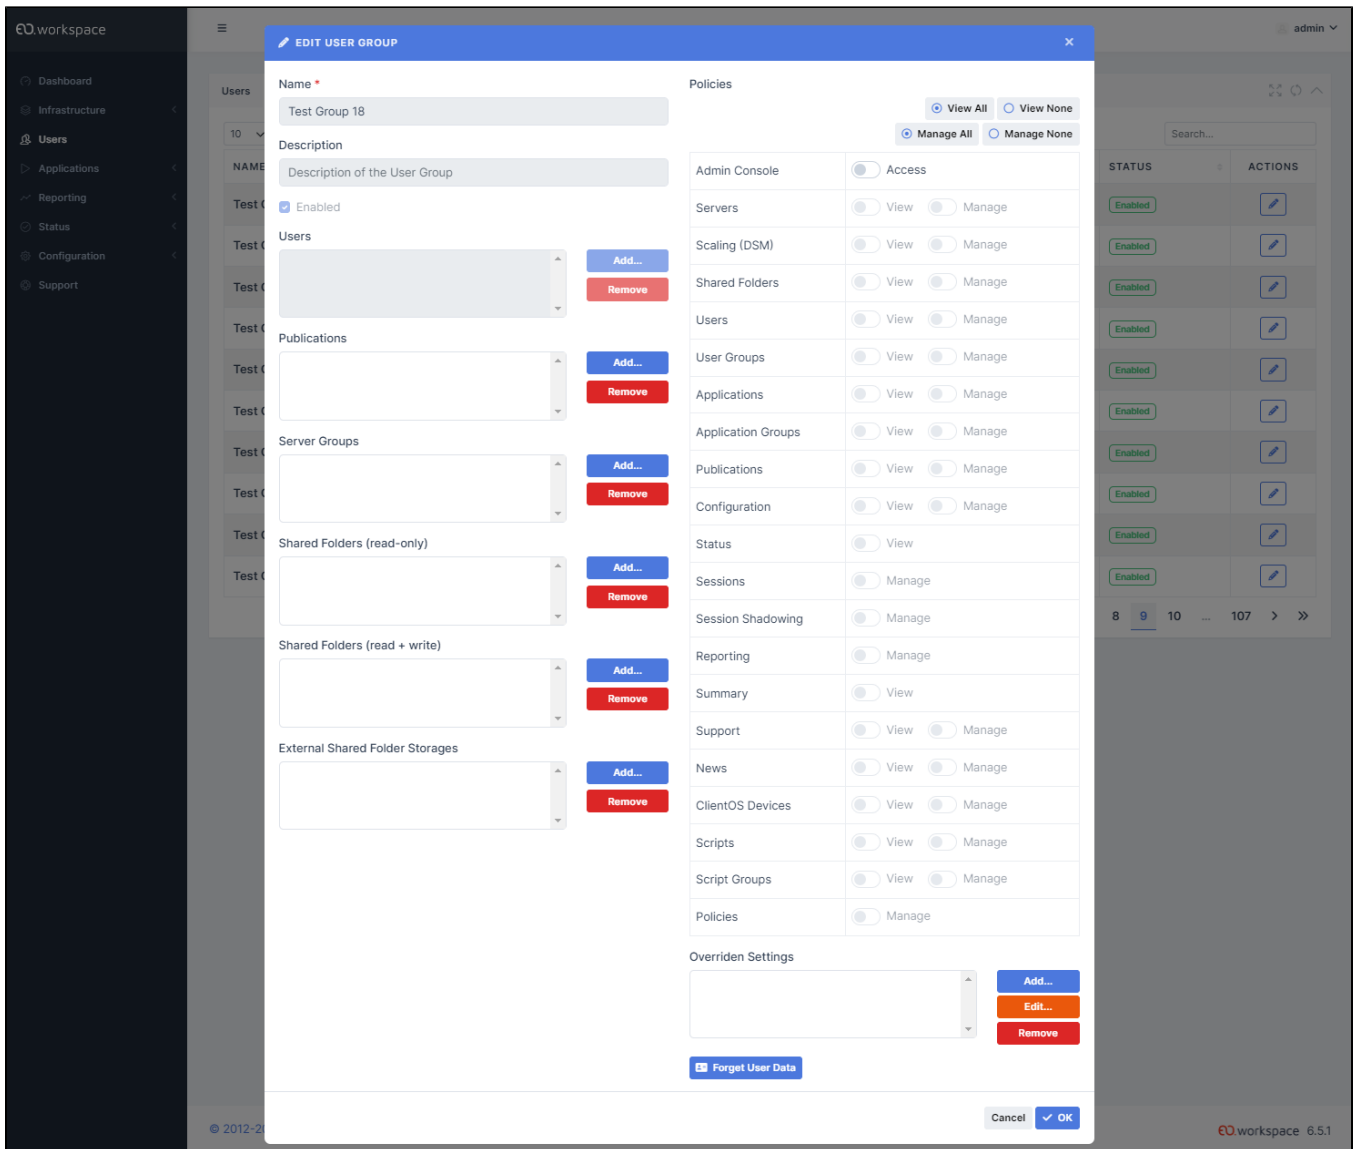 EO.workspace
admin
Dashboard
Infrastructure
Users
Applications
Reporting
Status
Configuration
Support
Users
10
Search...
NAME
STATUS
ACTIONS
Test
Enabled
Test
Enabled
Test
Enabled
Test
Enabled
Test
Enabled
Test
Enabled
Test
Enabled
Test
Enabled
Test
Enabled
Test
Enabled
8 9 10 ... 107 > »
EDIT USER GROUP ×
Name *
Test Group 18
Description
Description of the User Group
Enabled
Users
Add...
Remove
Publications
Add...
Remove
Server Groups
Add...
Remove
Shared Folders (read-only)
Add...
Remove
Shared Folders (read + write)
Add...
Remove
External Shared Folder Storages
Add...
Remove
Policies
View All View None
Manage All Manage None
Admin Console Access
Servers View Manage
Scaling (DSM) View Manage
Shared Folders View Manage
Users View Manage
User Groups View Manage
Applications View Manage
Application Groups View Manage
Publications View Manage
Configuration View Manage
Status View
Sessions Manage
Session Shadowing Manage
Reporting Manage
Summary View
Support View Manage
News View Manage
ClientOS Devices View Manage
Scripts View Manage
Script Groups View Manage
Policies Manage
Overriden Settings
Add...
Edit...
Remove
Forget User Data
Cancel OK
© 2012-2
EO.workspace 6.5.1